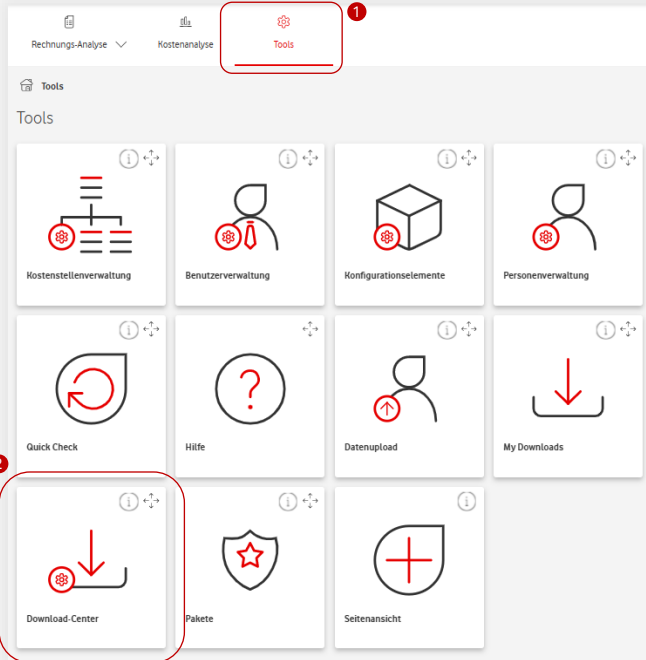 1
Rechnungs-Analyse
Kostenanalyse
Tools
Tools
Tools
Kostenstellenverwaltung
Benutzerverwaltung
Konfigurationselemente
Personenverwaltung
Quick Check
Hilfe
Datenupload
My Downloads
2
Download-Center
Pakete
Seitenansicht